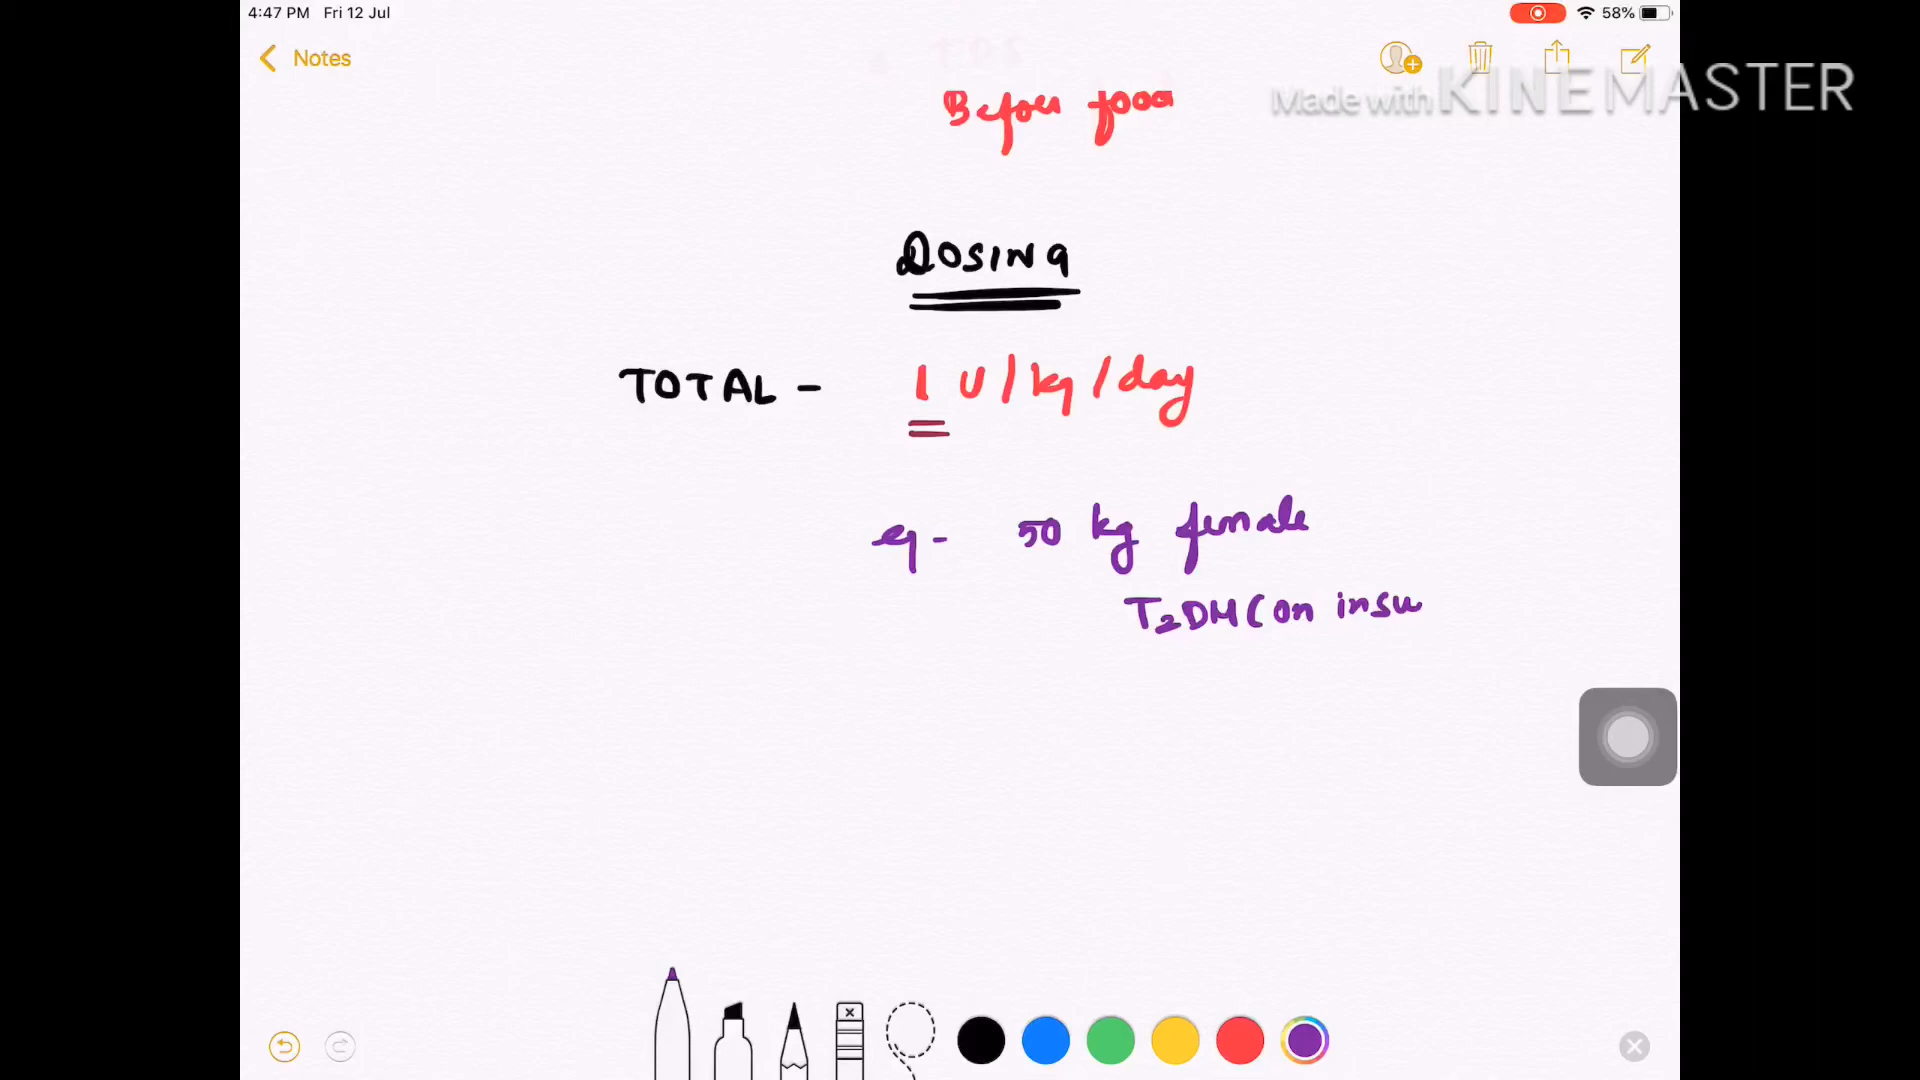 4:47 PM Fri 12 Jul
58%
Notes
Made with KINEMASTER
Before food
DOSING
TOTAL - 1 U/kg/day
eg - 50 kg female
T2DM (on insu